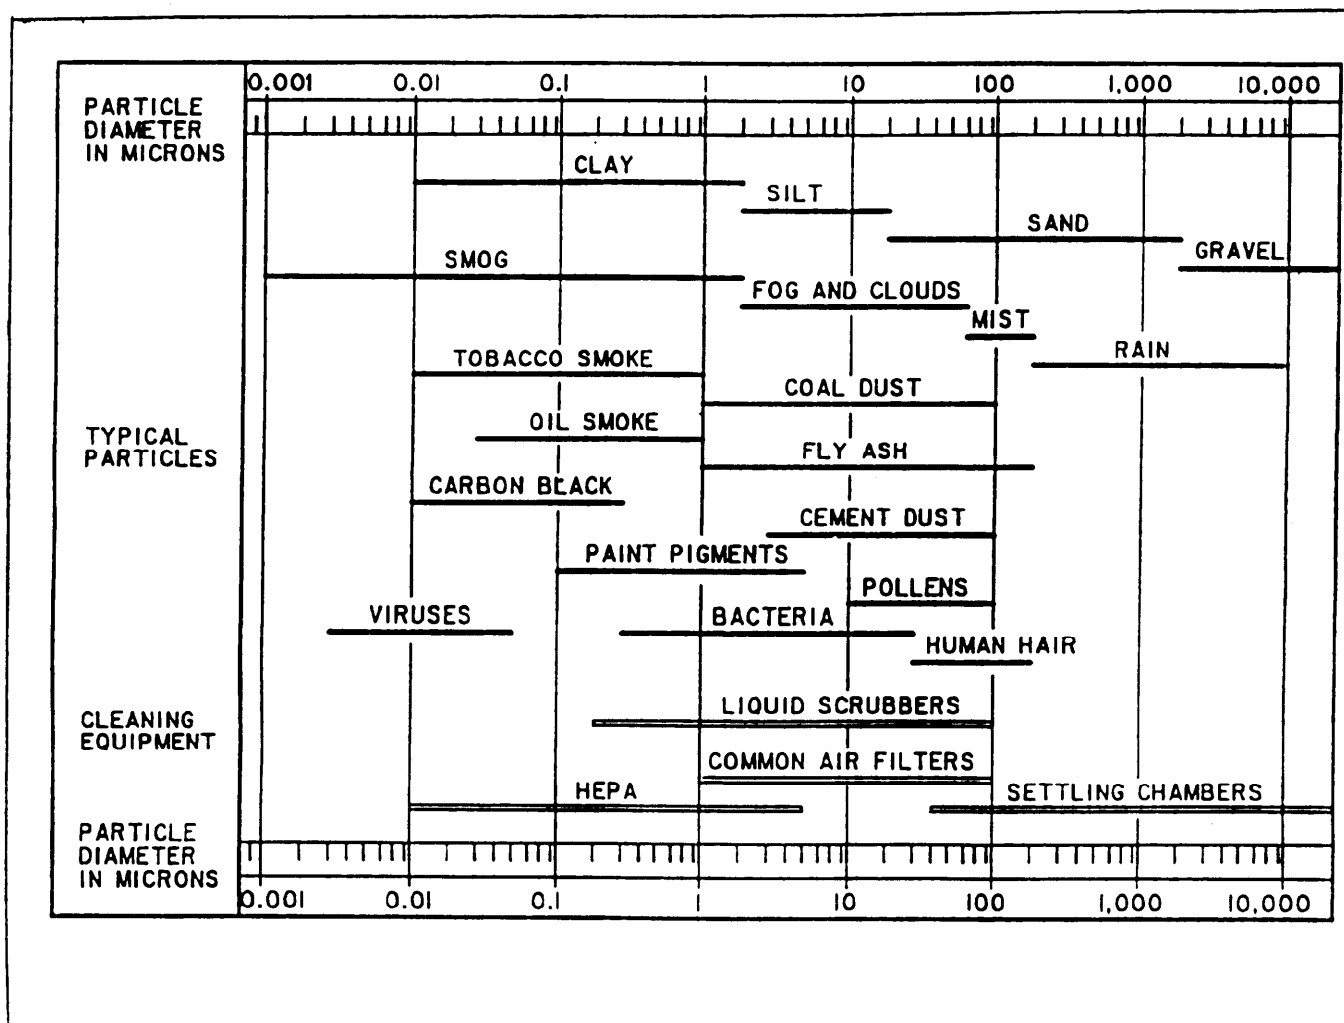 0.001 0.01 0.1 1 10 100 1,000 10,000
PARTICLE
DIAMETER
IN MICRONS
CLAY
SILT
SAND
GRAVEL
SMOG
FOG AND CLOUDS
MIST
RAIN
TOBACCO SMOKE
COAL DUST
TYPICAL
PARTICLES
OIL SMOKE
FLY ASH
CARBON BLACK
CEMENT DUST
PAINT PIGMENTS
POLLENS
VIRUSES
BACTERIA
HUMAN HAIR
CLEANING
EQUIPMENT
LIQUID SCRUBBERS
COMMON AIR FILTERS
HEPA
SETTLING CHAMBERS
PARTICLE
DIAMETER
IN MICRONS
0.001 0.01 0.1 1 10 100 1,000 10,000